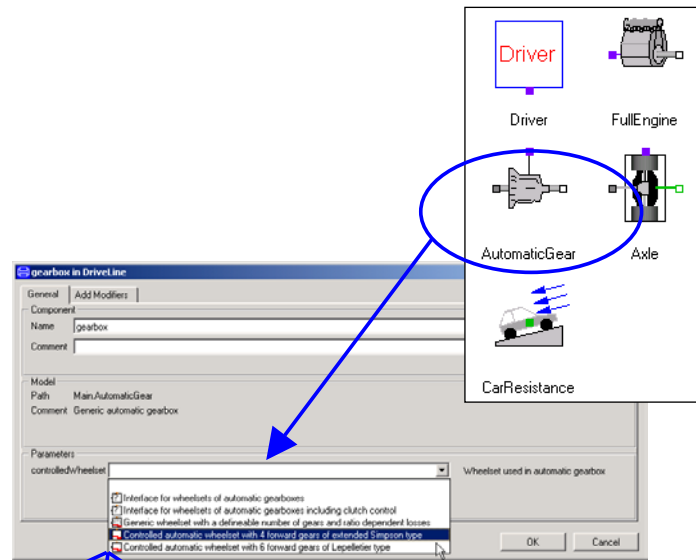 Driver
Driver
FullEngine
AutomaticGear
Axle
CarResistance
gearbox in DriveLine
General
Add Modifiers
Component
Name
gearbox
Comment
Model
Path
Main.AutomaticGear
Comment
Generic automatic gearbox
Parameters
controlledWheelset
Wheelset used in automatic gearbox
Interface for wheelsets of automatic gearboxes
Interface for wheelsets of automatic gearboxes including clutch control
Generic wheelset with a defineable number of gears and ratio dependent losses
Controlled automatic wheelset with 4 forward gears of extended Simpson type
Controlled automatic wheelset with 6 forward gears of Lepelletier type
OK
Cancel